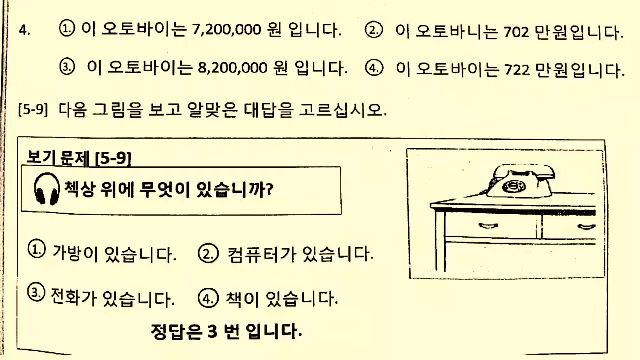 4. ① 이 오토바이는 7,200,000 원 입니다. ② 이 오토바니는 702 만원입니다.
③ 이 오토바이는 8,200,000 원 입니다. ④ 이 오토바이는 722 만원입니다.
[5-9] 다음 그림을 보고 알맞은 대답을 고르십시오.
보기 문제 [5-9]
첵상 위에 무엇이 있습니까?
① 가방이 있습니다. ② 컴퓨터가 있습니다.
③ 전화가 있습니다. ④ 책이 있습니다.
정답은 3 번 입니다.